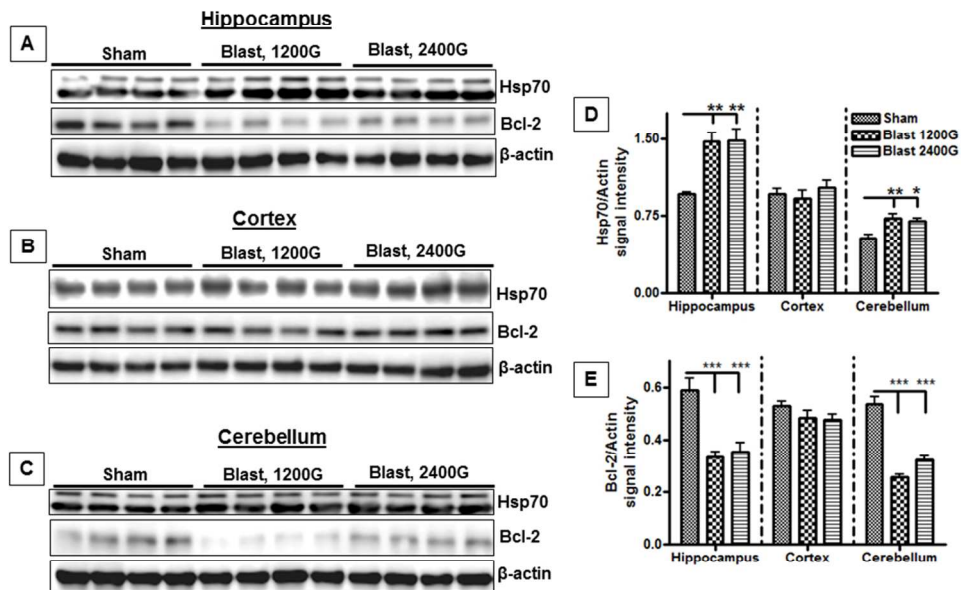 Hippocampus
A
Sham
Blast, 1200G
Blast, 2400G
Hsp70
Bcl-2
β-actin
Cortex
B
Sham
Blast, 1200G
Blast, 2400G
Hsp70
Bcl-2
β-actin
Cerebellum
C
Sham
Blast, 1200G
Blast, 2400G
Hsp70
Bcl-2
β-actin
D
Sham
Blast 1200G
Blast 2400G
Hsp70/Actin
signal intensity
1.50
0.75
0.00
** **
** *
Hippocampus Cortex Cerebellum
E
Bcl-2/Actin
signal intensity
0.6
0.4
0.2
0.0
*** ***
*** ***
Hippocampus Cortex Cerebellum